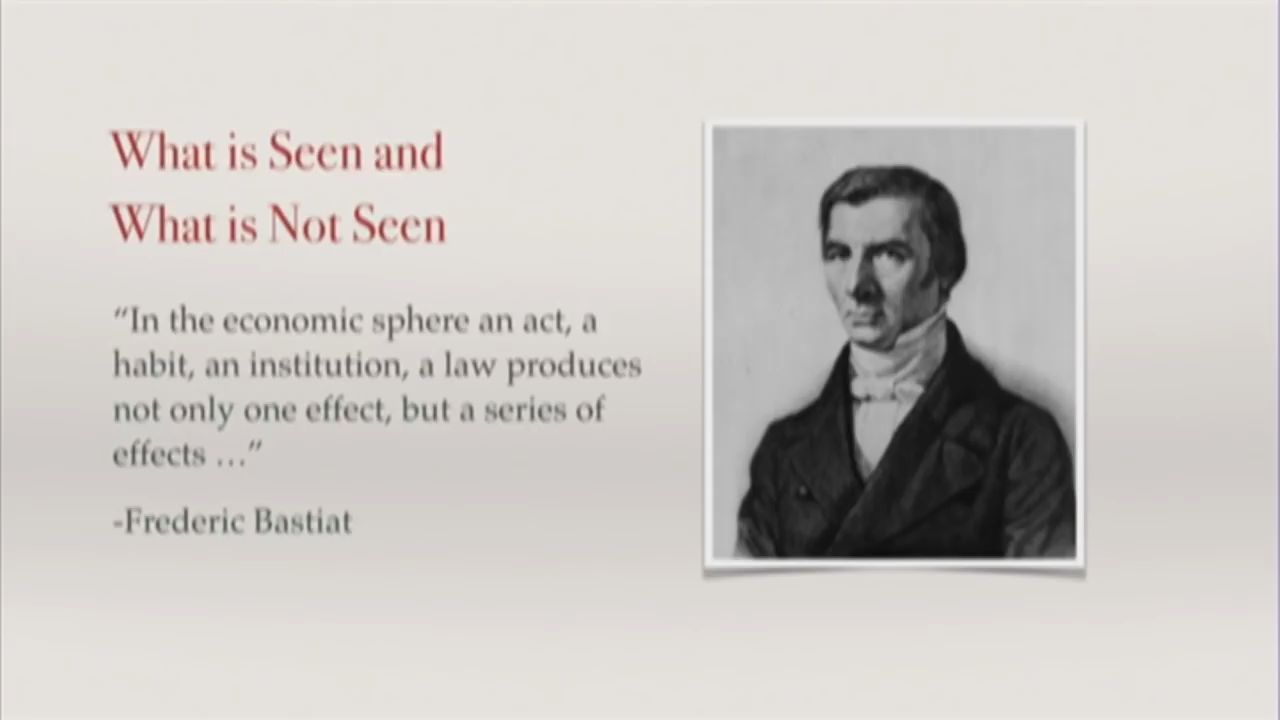 What is Seen and
What is Not Seen
“In the economic sphere an act, a
habit, an institution, a law produces
not only one effect, but a series of
effects …”
-Frederic Bastiat